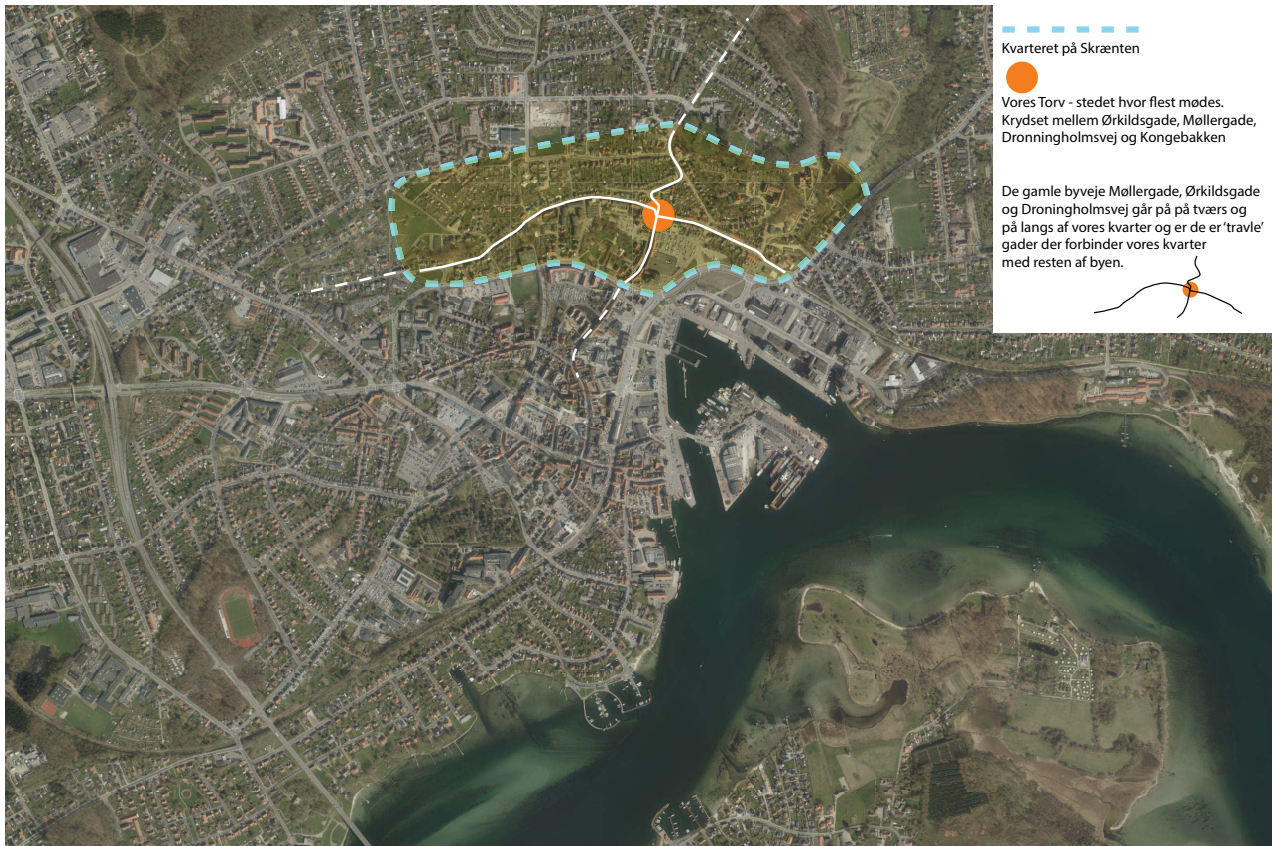 Kvarteret på Skrænten
Vores Torv - stedet hvor flest mødes.
Krydset mellem Ørkildsgade, Møllergade,
Dronningholmsvej og Kongebakken
De gamle byveje Møllergade, Ørkildsgade
og Droningholmsvej går på på tværs og
på langs af vores kvarter og er de er 'travle'
gader der forbinder vores kvarter
med resten af byen.